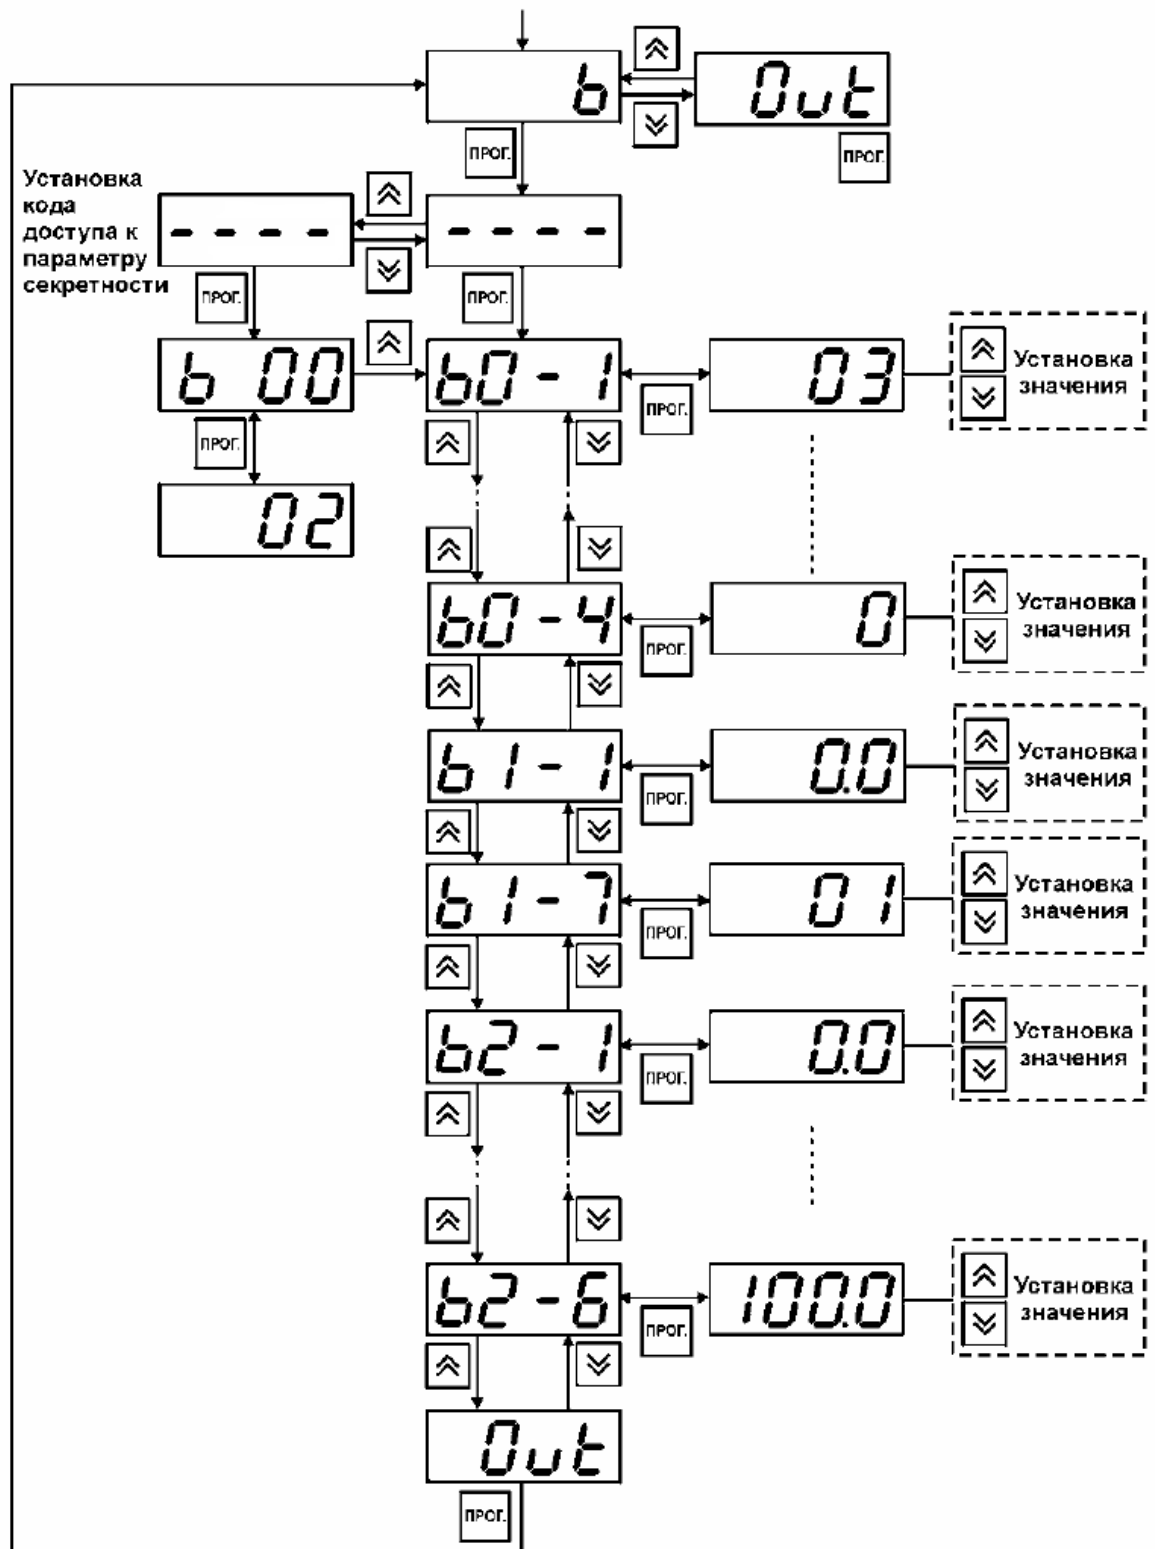 b
Out
ПРОГ.
ПРОГ.
Установка
кода
доступа к
параметру
секретности
- - - -
- - - -
ПРОГ.
ПРОГ.
b 00
b0-1
03
Установка
значения
ПРОГ.
ПРОГ.
02
b0-4
0
Установка
значения
ПРОГ.
b1-1
0.0
Установка
значения
ПРОГ.
b1-7
01
Установка
значения
ПРОГ.
b2-1
0.0
Установка
значения
ПРОГ.
b2-6
100.0
Установка
значения
ПРОГ.
Out
ПРОГ.